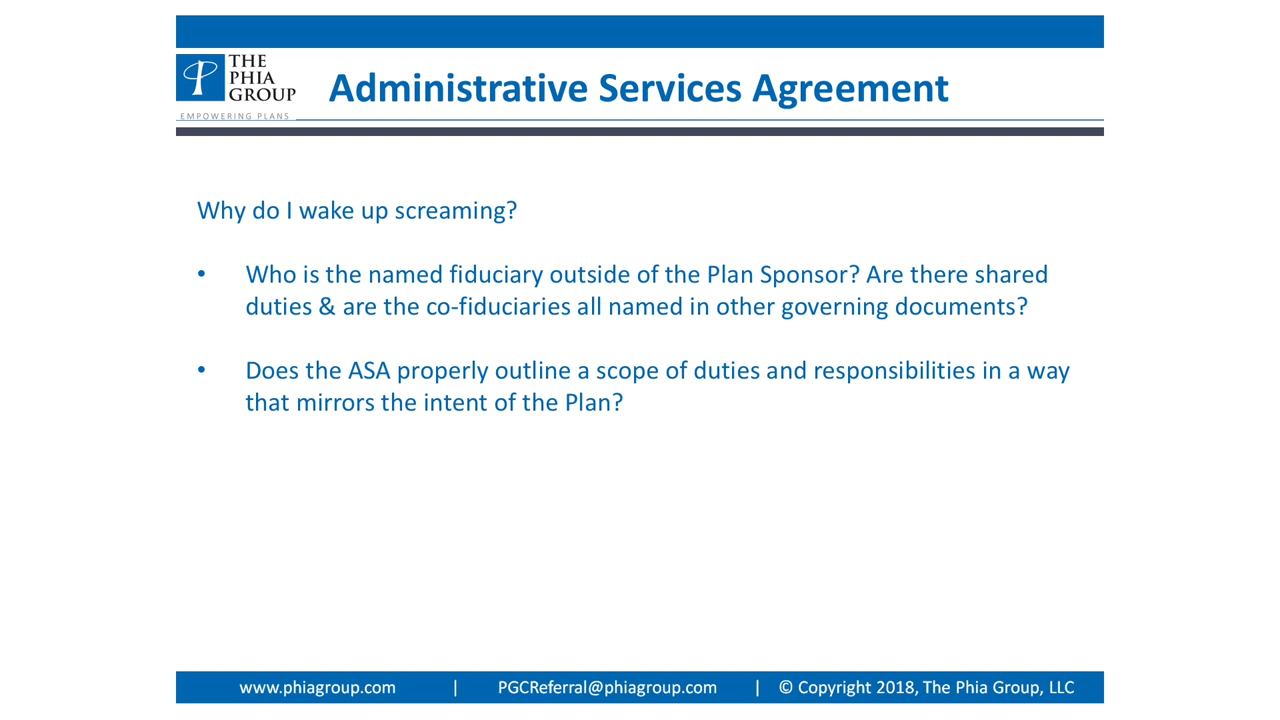 THE
PHIA
GROUP
EMPOWERING PLANS
Administrative Services Agreement
Why do I wake up screaming?
• Who is the named fiduciary outside of the Plan Sponsor? Are there shared
duties & are the co-fiduciaries all named in other governing documents?
• Does the ASA properly outline a scope of duties and responsibilities in a way
that mirrors the intent of the Plan?
www.phiagroup.com | PGCReferral@phiagroup.com | © Copyright 2018, The Phia Group, LLC